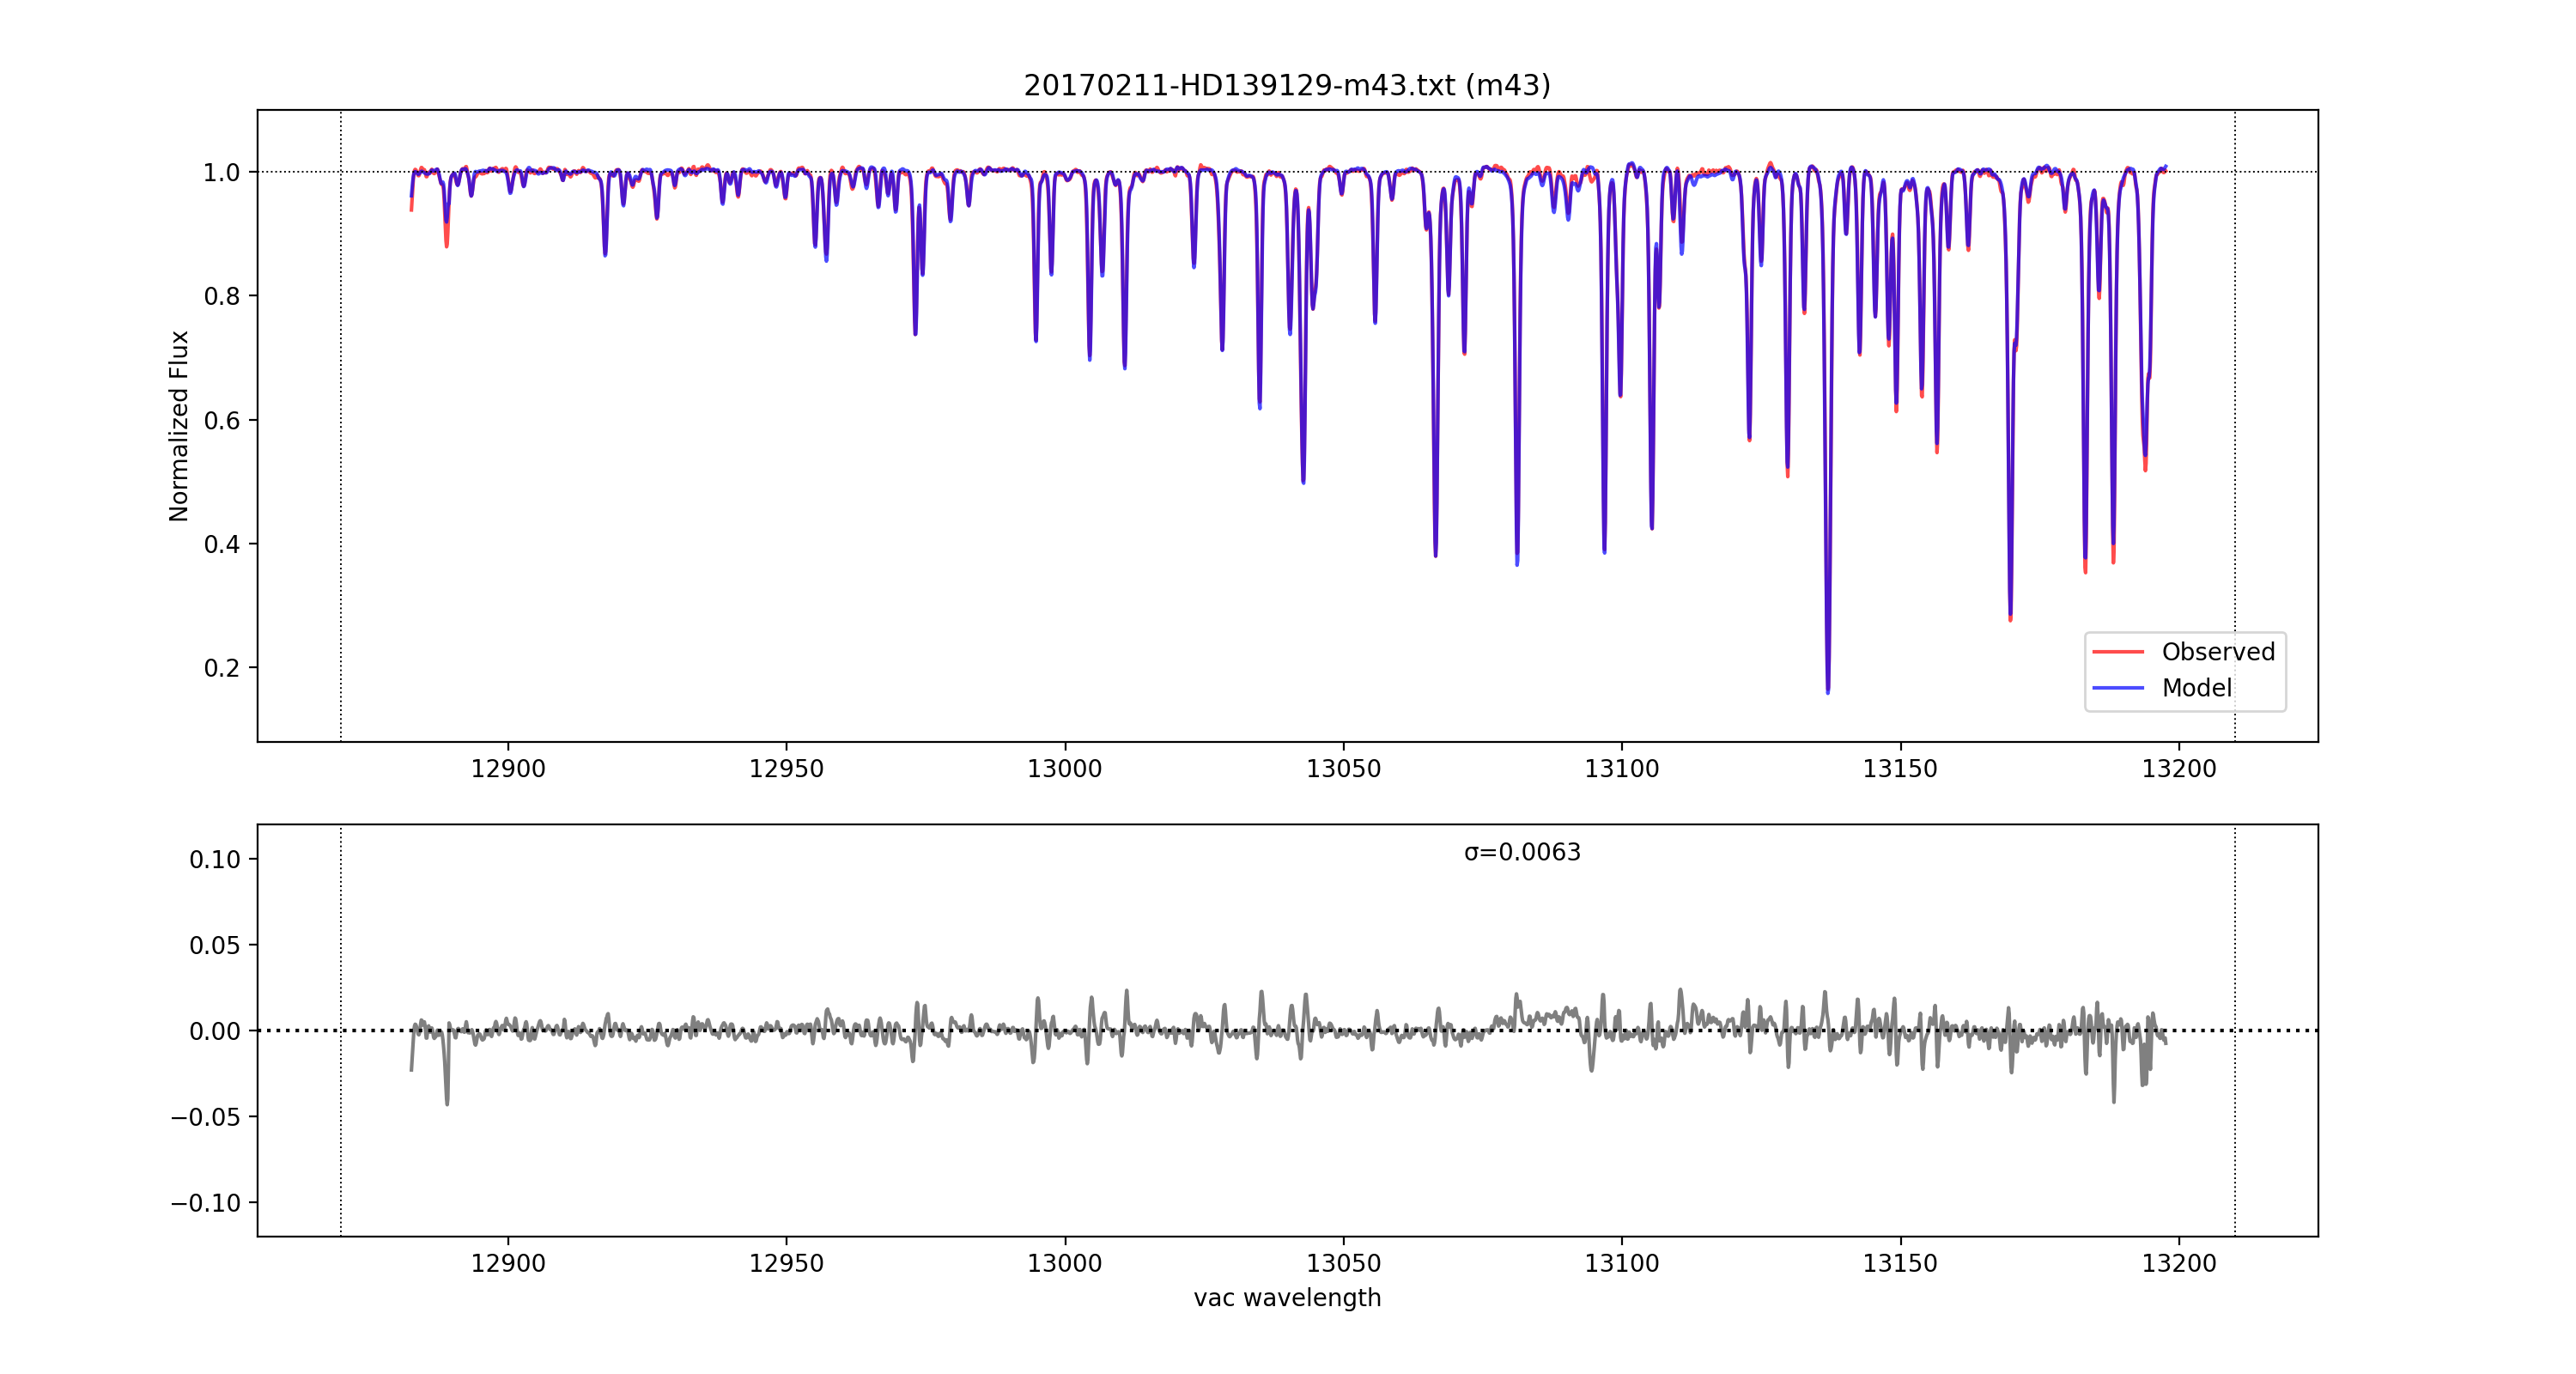 20170211-HD139129-m43.txt (m43)
Normalized Flux
1.0
0.8
0.6
0.4
0.2
Observed
Model
12900 12950 13000 13050 13100 13150 13200
σ=0.0063
0.10
0.05
0.00
−0.05
−0.10
12900 12950 13000 13050 13100 13150 13200
vac wavelength